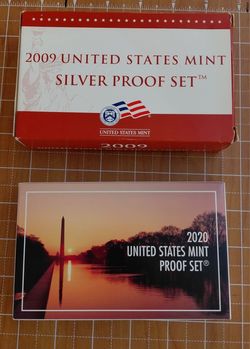 2009 UNITED STATES MINT
SILVER PROOF SET™
UNITED STATES MINT
2009
2020
UNITED STATES MINT
PROOF SET®